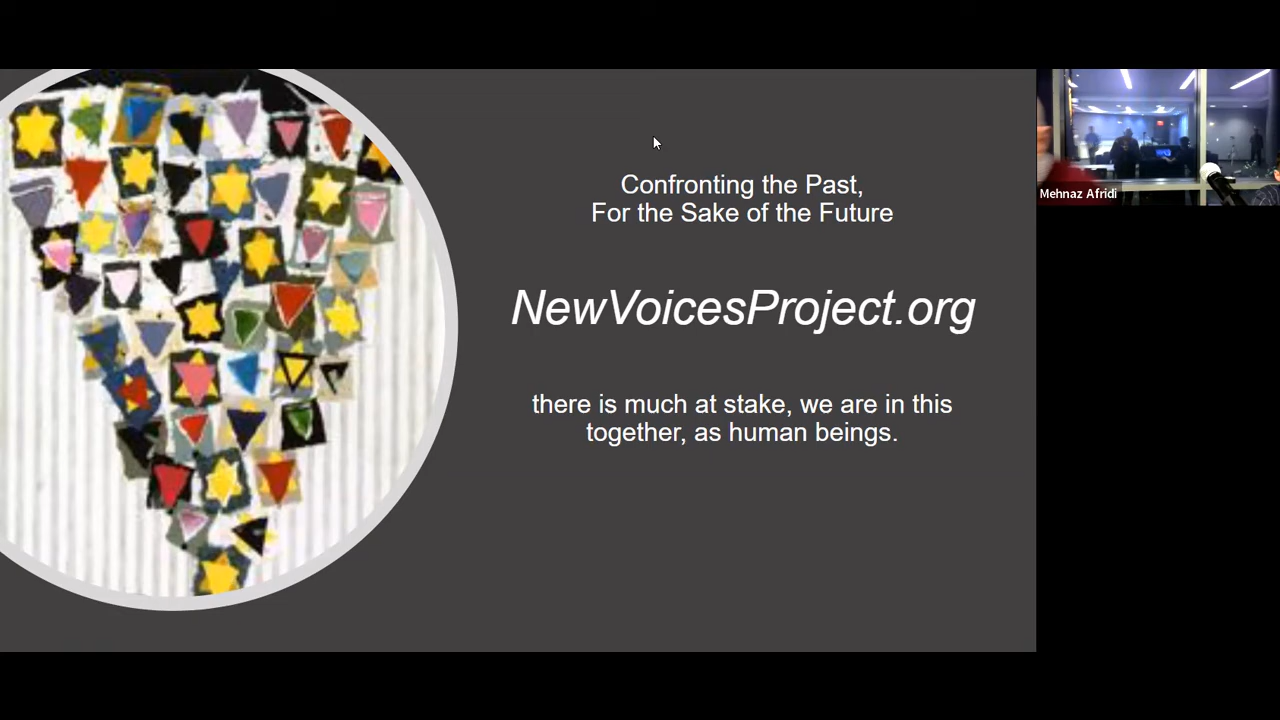 Confronting the Past,
For the Sake of the Future
NewVoicesProject.org
there is much at stake, we are in this
together, as human beings.
Mehnaz Afridi